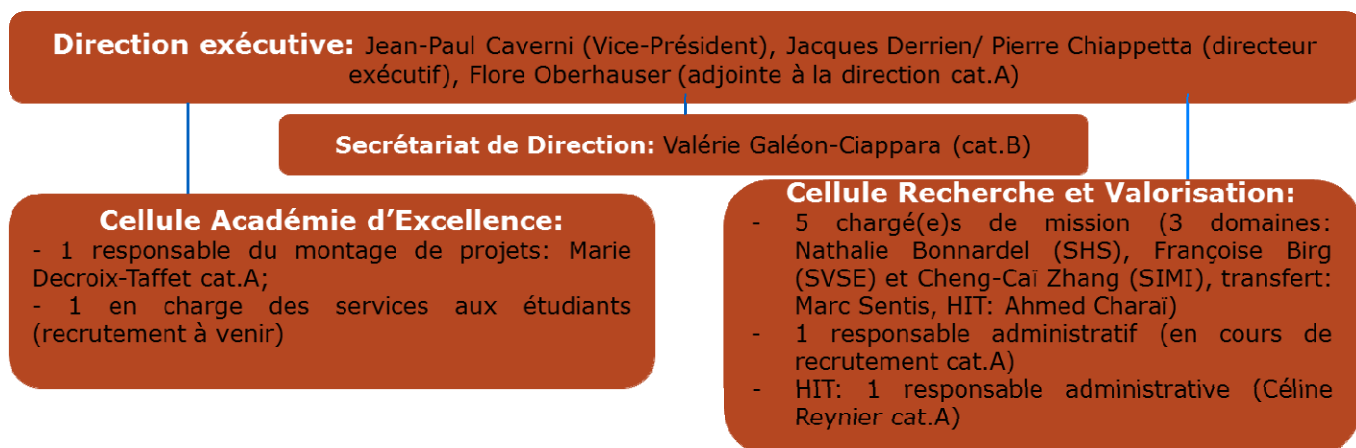 Direction exécutive: Jean-Paul Caverni (Vice-Président), Jacques Derrien/ Pierre Chiappetta (directeur
exécutif), Flore Oberhauser (adjointe à la direction cat.A)
Secrétariat de Direction: Valérie Galéon-Ciappara (cat.B)
Cellule Académie d’Excellence:
- 1 responsable du montage de projets: Marie
Decroix-Taffet cat.A;
- 1 en charge des services aux étudiants
(recrutement à venir)
Cellule Recherche et Valorisation:
- 5 chargé(e)s de mission (3 domaines:
Nathalie Bonnardel (SHS), Françoise Birg
(SVSE) et Cheng-Caï Zhang (SIMI), transfert:
Marc Sentis, HIT: Ahmed Charaï)
- 1 responsable administratif (en cours de
recrutement cat.A)
- HIT: 1 responsable administrative (Céline
Reynier cat.A)